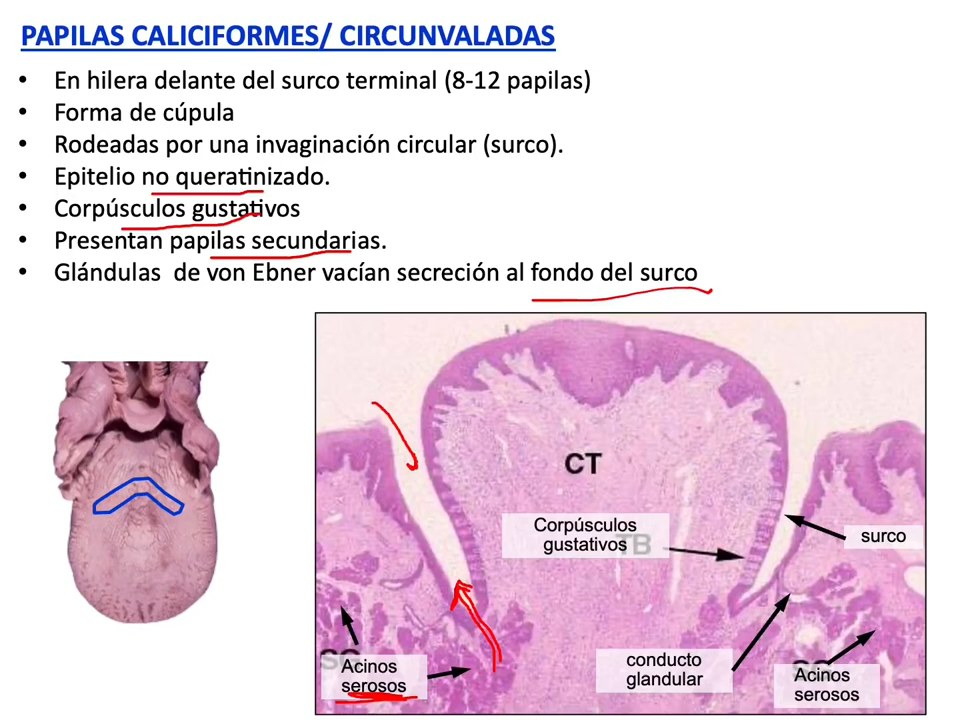 PAPILAS CALICIFORMES/ CIRCUNVALADAS
• En hilera delante del surco terminal (8-12 papilas)
• Forma de cúpula
• Rodeadas por una invaginación circular (surco).
• Epitelio no queratinizado.
• Corpúsculos gustativos
• Presentan papilas secundarias.
• Glándulas de von Ebner vacían secreción al fondo del surco
CT
Corpúsculos
gustativos
TB
surco
Acinos
serosos
conducto
glandular
Acinos
serosos